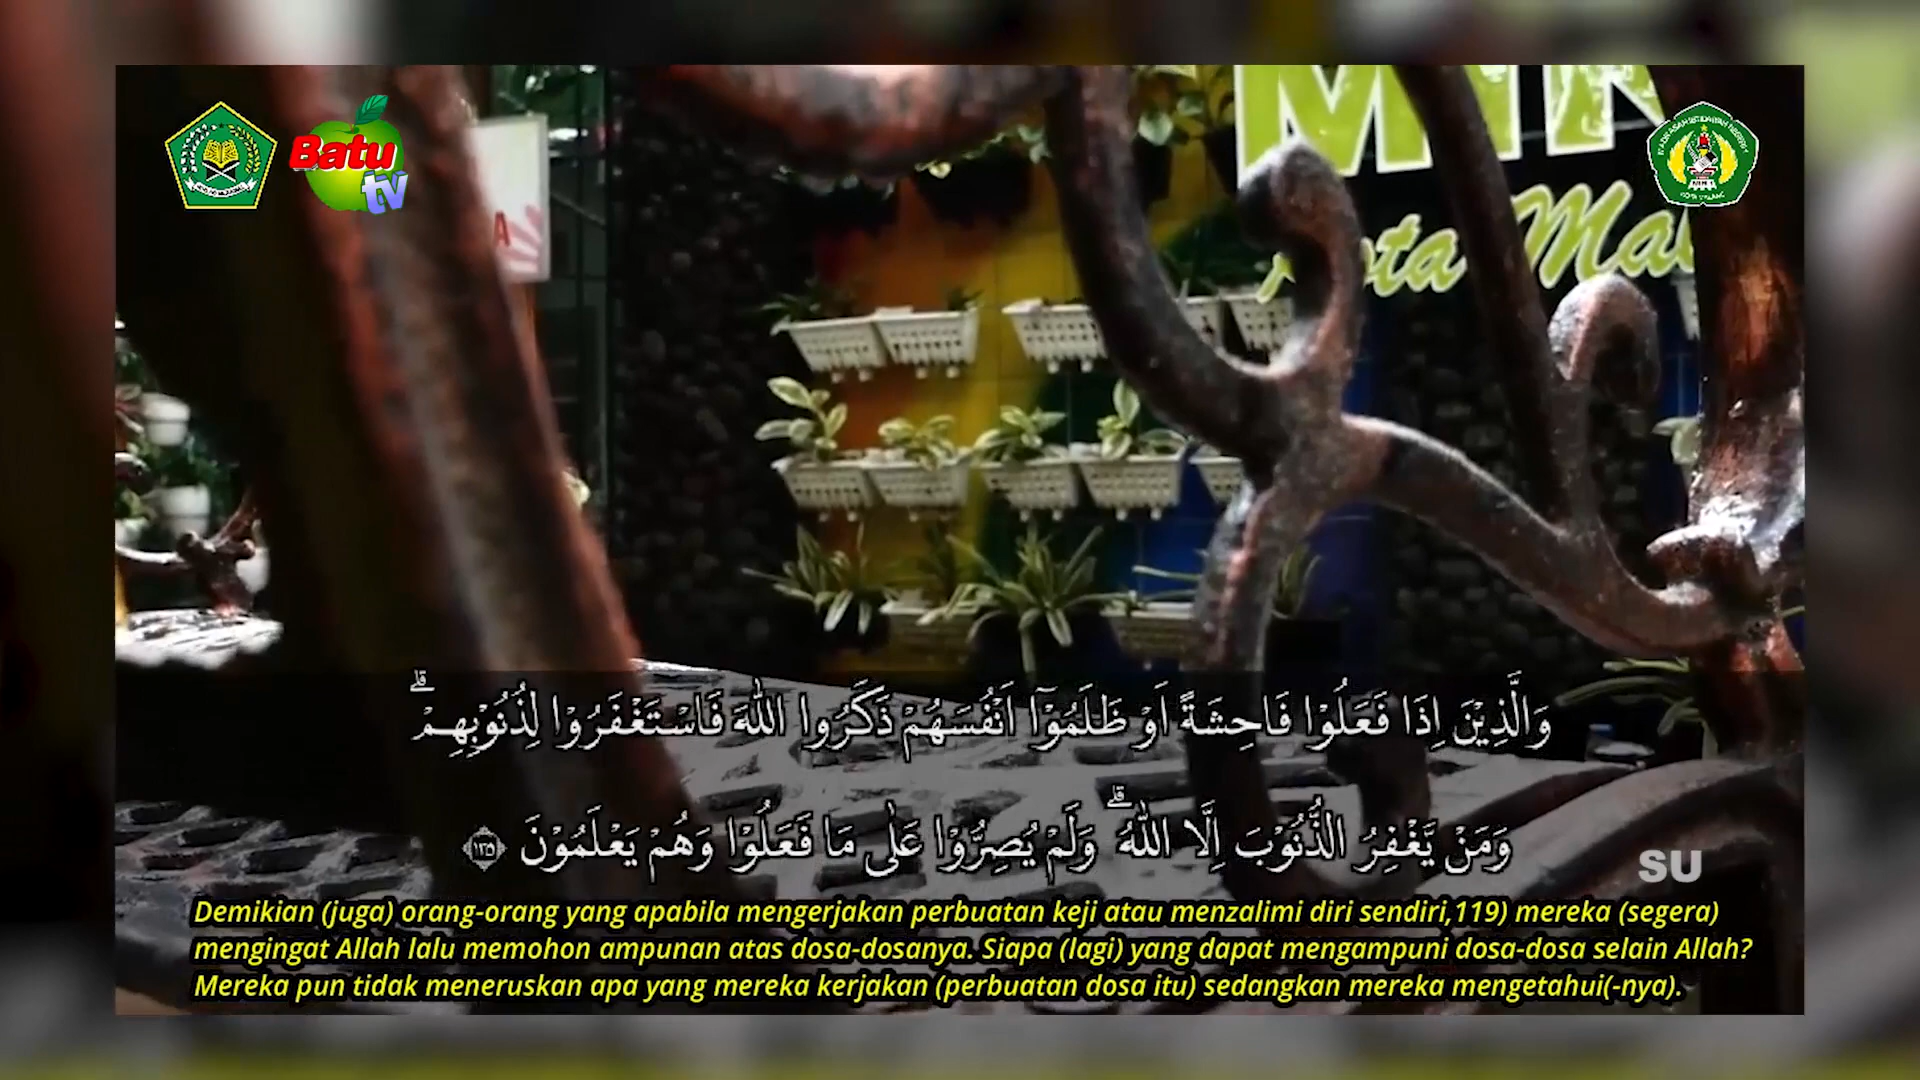 Batu
tv
A
MIN
Kota Mal
وَالَّذِيْنَ اِذَا فَعَلُوْا فَاحِشَةً اَوْ ظَلَمُوْٓا اَنْفُسَهُمْ ذَكَرُوا اللّٰهَ فَاسْتَغْفَرُوْا لِذُنُوْبِهِمْۗ
وَمَنْ يَّغْفِرُ الذُّنُوْبَ اِلَّا اللّٰهُ ۗ وَلَمْ يُصِرُّوْا عَلٰى مَا فَعَلُوْا وَهُمْ يَعْلَمُوْنَ ١٣٥
SU
Demikian (juga) orang-orang yang apabila mengerjakan perbuatan keji atau menzalimi diri sendiri,119) mereka (segera)
mengingat Allah lalu memohon ampunan atas dosa-dosanya. Siapa (lagi) yang dapat mengampuni dosa-dosa selain Allah?
Mereka pun tidak meneruskan apa yang mereka kerjakan (perbuatan dosa itu) sedangkan mereka mengetahui(-nya).